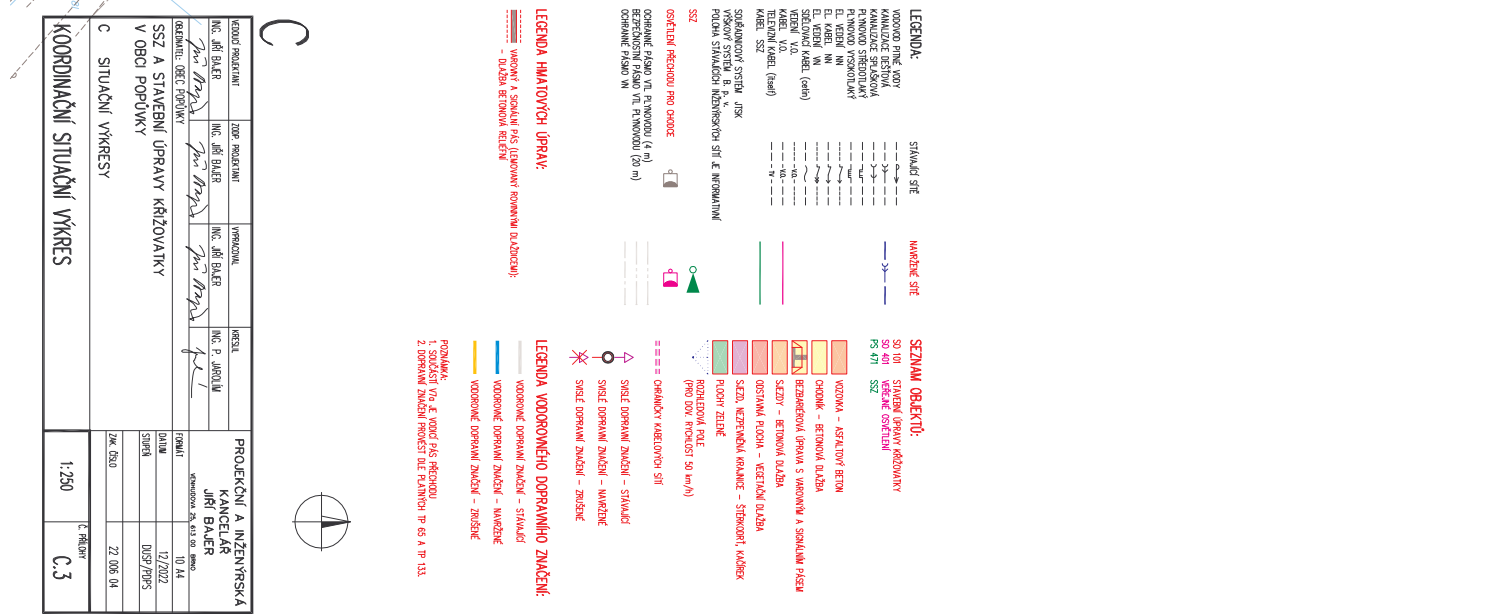 LEGENDA:
STÁVAJÍCÍ SÍTĚ
NAVRŽENÉ SÍTĚ
VODOVOD PITNÉ VODY
KANALIZACE DEŠŤOVÁ
KANALIZACE SPLAŠKOVÁ
PLYNOVOD STŘEDOTLAKÝ
PLYNOVOD VYSOKOTLAKÝ
EL. VEDENÍ NN
EL. KABEL NN
EL. VEDENÍ VN
SDĚLOVACÍ KABEL (cetin)
VEDENÍ V.O.
V.O.
KABEL V.O.
V.O.
TELEVIZNÍ KABEL (itself)
TV
KABEL SSZ
SOUŘADNICOVÝ SYSTÉM JTSK
VÝŠKOVÝ SYSTÉM B. p. v.
POLOHA STÁVAJÍCÍCH INŽENÝRSKÝCH SÍTÍ JE INFORMATIVNÍ
SSZ
OSVĚTLENÍ PŘECHODU PRO CHODCE
OCHRANNÉ PÁSMO VTL PLYNOVODU (4 m)
BEZPEČNOSTNÍ PÁSMO VTL PLYNOVODU (20 m)
OCHRANNÉ PÁSMO VN
LEGENDA HMATOVÝCH ÚPRAV:
VAROVNÝ A SIGNÁLNÍ PÁS (LEMOVANÝ ROVINNÝMI DLAŽDICEMI):
– DLAŽBA BETONOVÁ RELIÉFNÍ
SEZNAM OBJEKTŮ:
SO 101 STAVEBNÍ ÚPRAVY KŘIŽOVATKY
SO 401 VEŘEJNÉ OSVĚTLENÍ
PS 471 SSZ
VOZOVKA – ASFALTOVÝ BETON
CHODNÍK – BETONOVÁ DLAŽBA
BEZBARIÉROVÁ ÚPRAVA S VAROVNÝM A SIGNÁLNÍM PÁSEM
SJEZDY – BETONOVÁ DLAŽBA
ODSTAVNÁ PLOCHA – VEGETAČNÍ DLAŽBA
SJEZD, NEZPEVNĚNÁ KRAJNICE – ŠTĚRKODRŤ, KAČÍREK
PLOCHY ZELENĚ
ROZHLEDOVÁ POLE
(PRO DOV. RYCHLOST 50 km/h)
CHRÁNIČKY KABELOVÝCH SÍTÍ
SVISLÉ DOPRAVNÍ ZNAČENÍ – STÁVAJÍCÍ
SVISLÉ DOPRAVNÍ ZNAČENÍ – NAVRŽENÉ
SVISLÉ DOPRAVNÍ ZNAČENÍ – ZRUŠENÉ
LEGENDA VODOROVNÉHO DOPRAVNÍHO ZNAČENÍ:
VODOROVNÉ DOPRAVNÍ ZNAČENÍ – STÁVAJÍCÍ
VODOROVNÉ DOPRAVNÍ ZNAČENÍ – NAVRŽENÉ
VODOROVNÉ DOPRAVNÍ ZNAČENÍ – ZRUŠENÉ
POZNÁMKA:
1. SOUČÁSTÍ V7a JE VODICÍ PÁS PŘECHODU
2. DOPRAVNÍ ZNAČENÍ PROVÉST DLE PLATNÝCH TP 65 A TP 133.
C
VEDOUCÍ PROJEKTANT
ZODP. PROJEKTANT
VYPRACOVAL
KRESLIL
ING. JIŘÍ BAJER
ING. JIŘÍ BAJER
ING. JIŘÍ BAJER
ING. P. JAROLÍM
PROJEKČNÍ A INŽENÝRSKÁ
KANCELÁŘ
JIŘÍ BAJER
25, 613 00 BRNO
OBJEDNATEL: OBEC POPŮVKY
SSZ A STAVEBNÍ ÚPRAVY KŘIŽOVATKY
V OBCI POPŮVKY
FORMÁT 10 A4
DATUM 12/2022
STUPEŇ DUSP/PDPS
ZAK. ČÍSLO 22 006 04
C SITUAČNÍ VÝKRESY
KOORDINAČNÍ SITUAČNÍ VÝKRES
1:250
Č. PŘÍLOHY
C.3